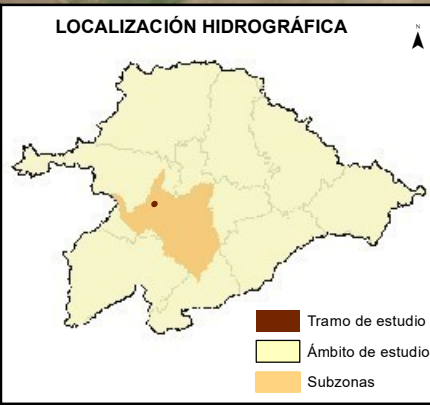 LOCALIZACIÓN HIDROGRÁFICA
N
Tramo de estudio
Ámbito de estudio
Subzonas